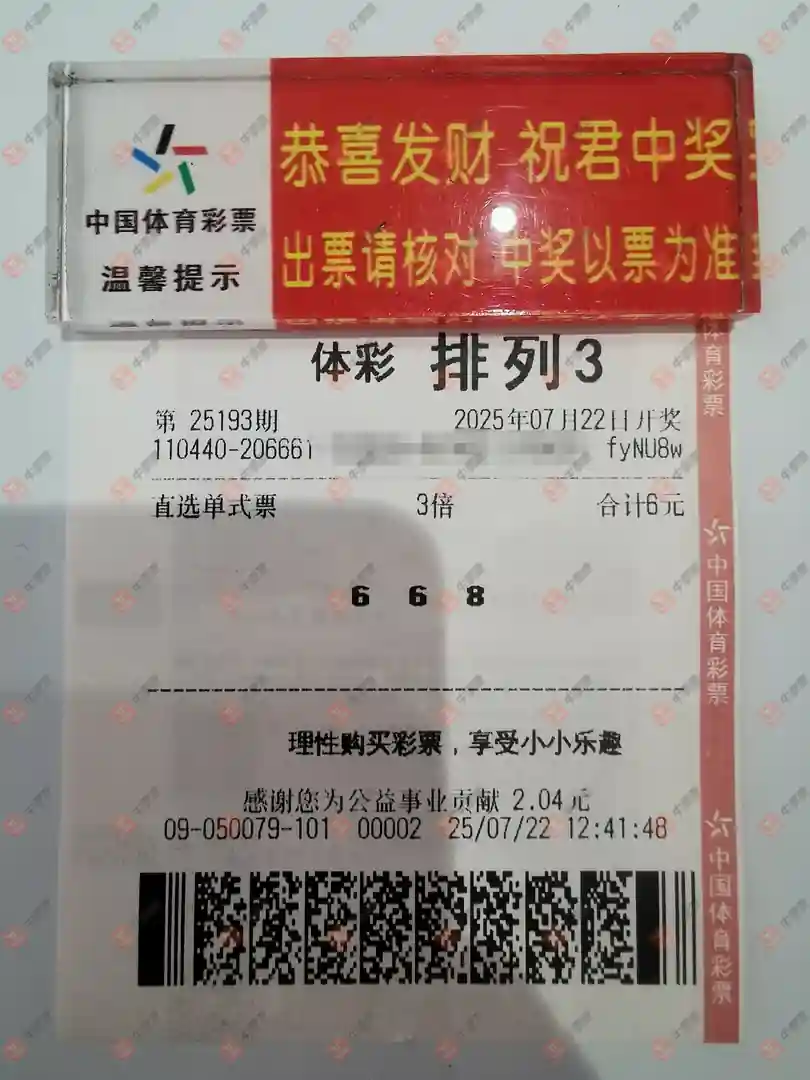 恭喜发财 祝君中奖
中国体育彩票
温馨提示
出票请核对 中奖以票为准
体彩 排列3
第 25193期 2025年07月22日开奖
110440-206661 fyNU8w
直选单式票 3倍 合计6元
6 6 8
理性购买彩票，享受小小乐趣
感谢您为公益事业贡献 2.04元
09-050079-101 00002 25/07/22 12:41:48
体育彩票
中国体育彩票
中国体育彩票